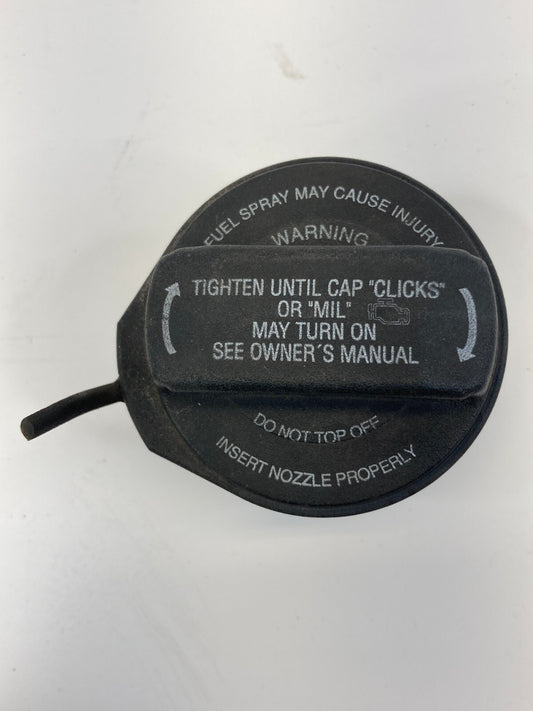 FUEL SPRAY MAY CAUSE INJURY
WARNING
TIGHTEN UNTIL CAP "CLICKS"
OR "MIL"
MAY TURN ON
SEE OWNER´S MANUAL
DO NOT TOP OFF
INSERT NOZZLE PROPERLY